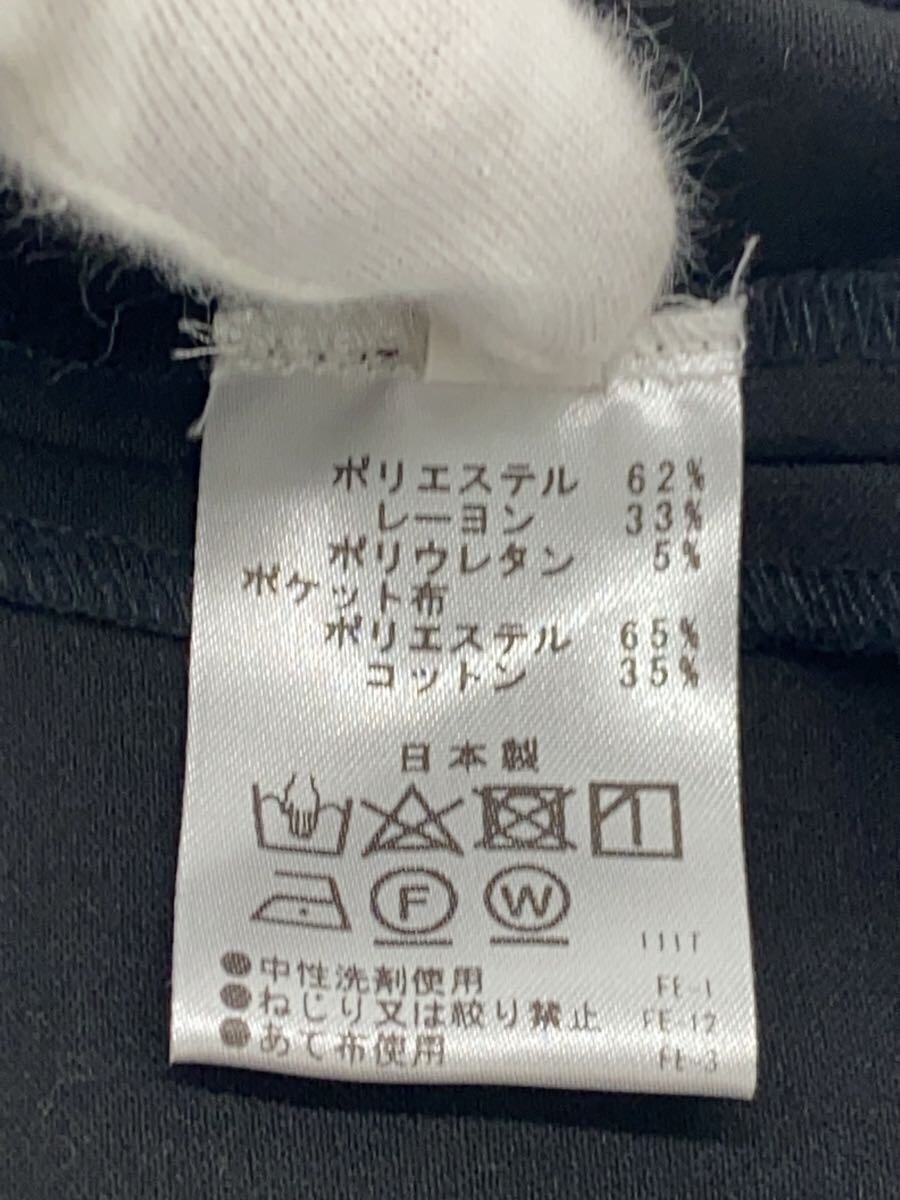 ポリエステル 62%
レーヨン 33%
ポリウレタン 5%
ポケット布
ポリエステル 65%
コットン 35%
日本製
F W
111T
●中性洗剤使用 FE-1
●ねじり又は絞り禁止 FE-12
●あて布使用 FE-3